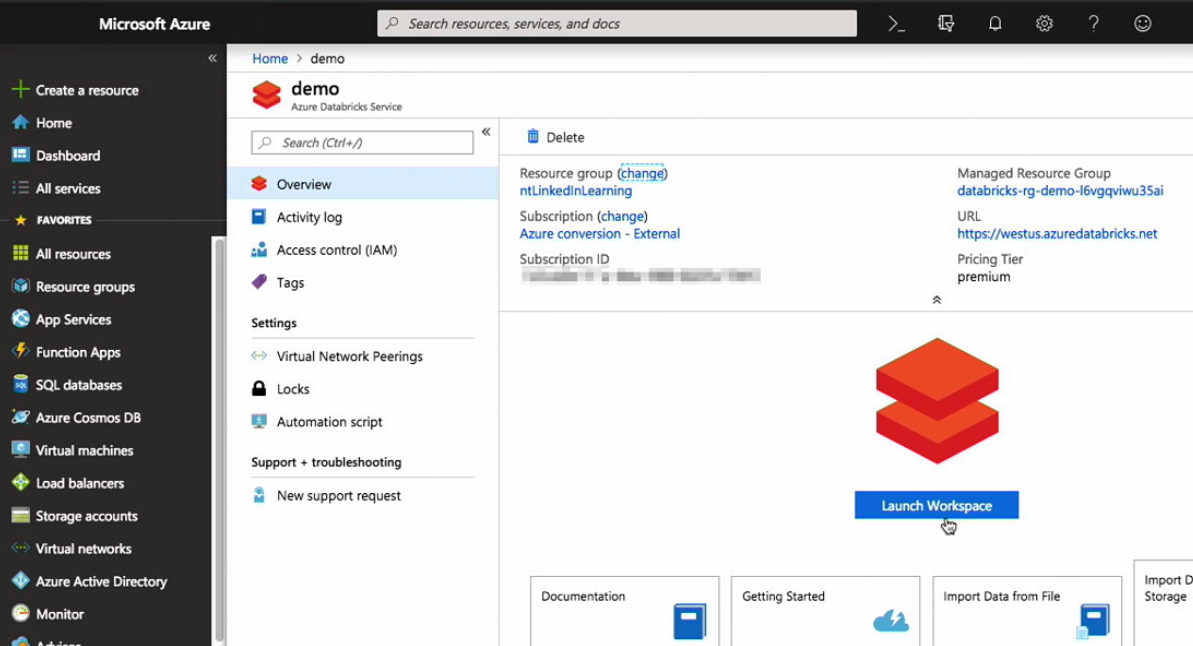 Microsoft Azure
Search resources, services, and docs
Create a resource
Home
Dashboard
All services
FAVORITES
All resources
Resource groups
App Services
Function Apps
SQL databases
Azure Cosmos DB
Virtual machines
Load balancers
Storage accounts
Virtual networks
Azure Active Directory
Monitor
Home > demo
demo
Azure Databricks Service
Search (Ctrl+/)
Overview
Activity log
Access control (IAM)
Tags
Settings
Virtual Network Peerings
Locks
Automation script
Support + troubleshooting
New support request
Delete
Resource group (change)
ntLinkedInLearning
Subscription (change)
Azure conversion - External
Subscription ID
Managed Resource Group
databricks-rg-demo-l6vgqviwu35ai
URL
https://westus.azuredatabricks.net
Pricing Tier
premium
Launch Workspace
Documentation
Getting Started
Import Data from File
Import D
Storage